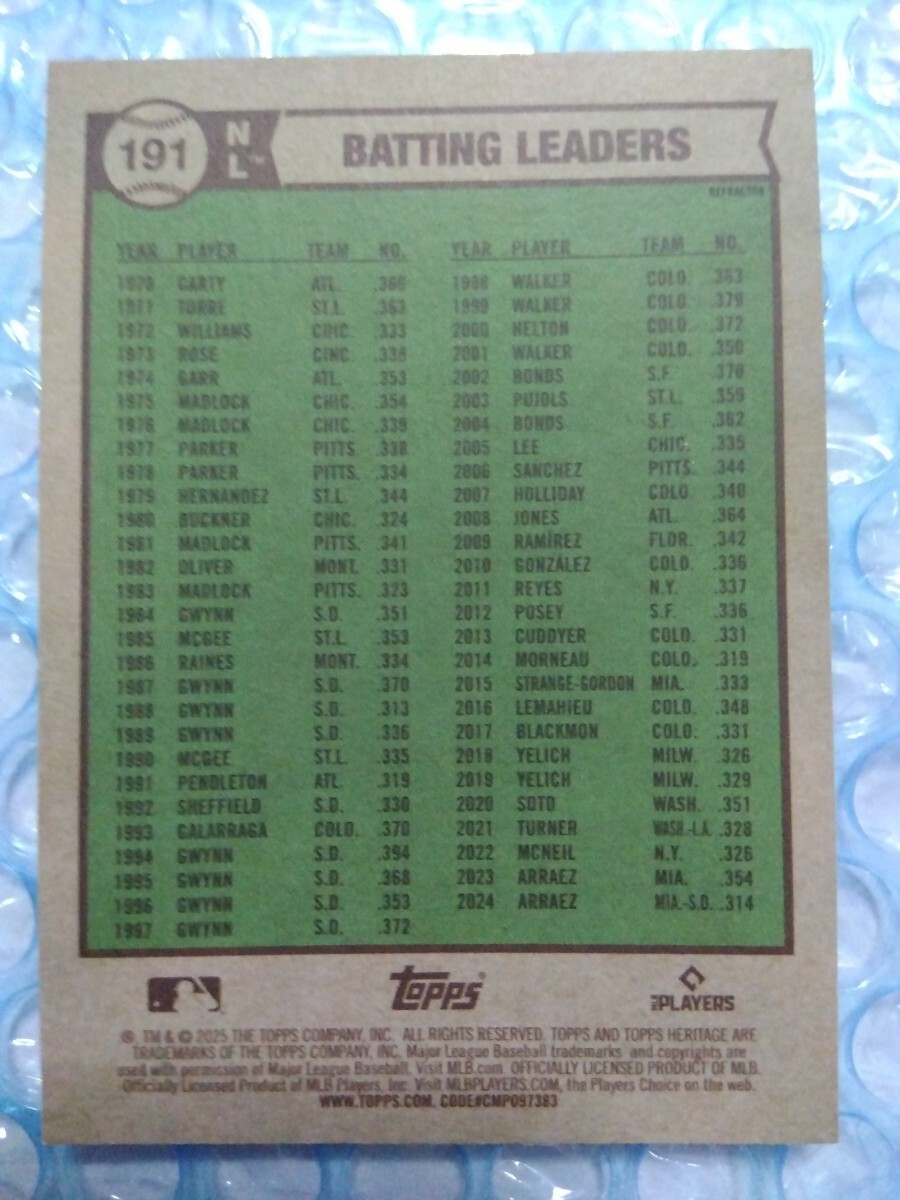 191
NL™
BATTING LEADERS
REFRACTOR
YEAR PLAYER TEAM NO.
1970 CARTY ATL. .366
1971 TORRE ST.L. .363
1972 WILLIAMS CHIC. .333
1973 ROSE CINC. .338
1974 GARR ATL. .353
1975 MADLOCK CHIC. .354
1976 MADLOCK CHIC. .339
1977 PARKER PITTS. .338
1978 PARKER PITTS. .334
1979 HERNANDEZ ST.L. .344
1980 BUCKNER CHIC. .324
1981 MADLOCK PITTS. .341
1982 OLIVER MONT. .331
1983 MADLOCK PITTS. .323
1984 GWYNN S.D. .351
1985 MCGEE ST.L. .353
1986 RAINES MONT. .334
1987 GWYNN S.D. .370
1988 GWYNN S.D. .313
1989 GWYNN S.D. .336
1990 MCGEE ST.L. .335
1991 PENDLETON ATL. .319
1992 SHEFFIELD S.D. .330
1993 GALARRAGA COLO. .370
1994 GWYNN S.D. .394
1995 GWYNN S.D. .368
1996 GWYNN S.D. .353
1997 GWYNN S.D. .372
YEAR PLAYER TEAM NO.
1998 WALKER COLO. .363
1999 WALKER COLO. .379
2000 HELTON COLO. .372
2001 WALKER COLO. .350
2002 BONDS S.F. .370
2003 PUJOLS ST.L. .359
2004 BONDS S.F. .362
2005 LEE CHIC. .335
2006 SANCHEZ PITTS. .344
2007 HOLLIDAY COLO. .340
2008 JONES ATL. .364
2009 RAMÍREZ FLOR. .342
2010 GONZÁLEZ COLO. .336
2011 REYES N.Y. .337
2012 POSEY S.F. .336
2013 CUDDYER COLO. .331
2014 MORNEAU COLO. .319
2015 STRANGE-GORDON MIA. .333
2016 LEMAHIEU COLO. .348
2017 BLACKMON COLO. .331
2018 YELICH MILW. .326
2019 YELICH MILW. .329
2020 SOTO WASH. .351
2021 TURNER WASH.-L.A. .328
2022 MCNEIL N.Y. .326
2023 ARRAEZ MIA. .354
2024 ARRAEZ MIA.-S.D. .314
Topps®
MLB PLAYERS
® TM & © 2025 THE TOPPS COMPANY, INC. ALL RIGHTS RESERVED. TOPPS AND TOPPS HERITAGE ARE
TRADEMARKS OF THE TOPPS COMPANY, INC. Major League Baseball trademarks and copyrights are
used with permission of Major League Baseball. Visit MLB.com. OFFICIALLY LICENSED PRODUCT OF MLB.
Officially Licensed Product of MLB Players, Inc. Visit MLBPLAYERS.COM, the Players Choice on the web.
WWW.TOPPS.COM, CODE#CMP097383